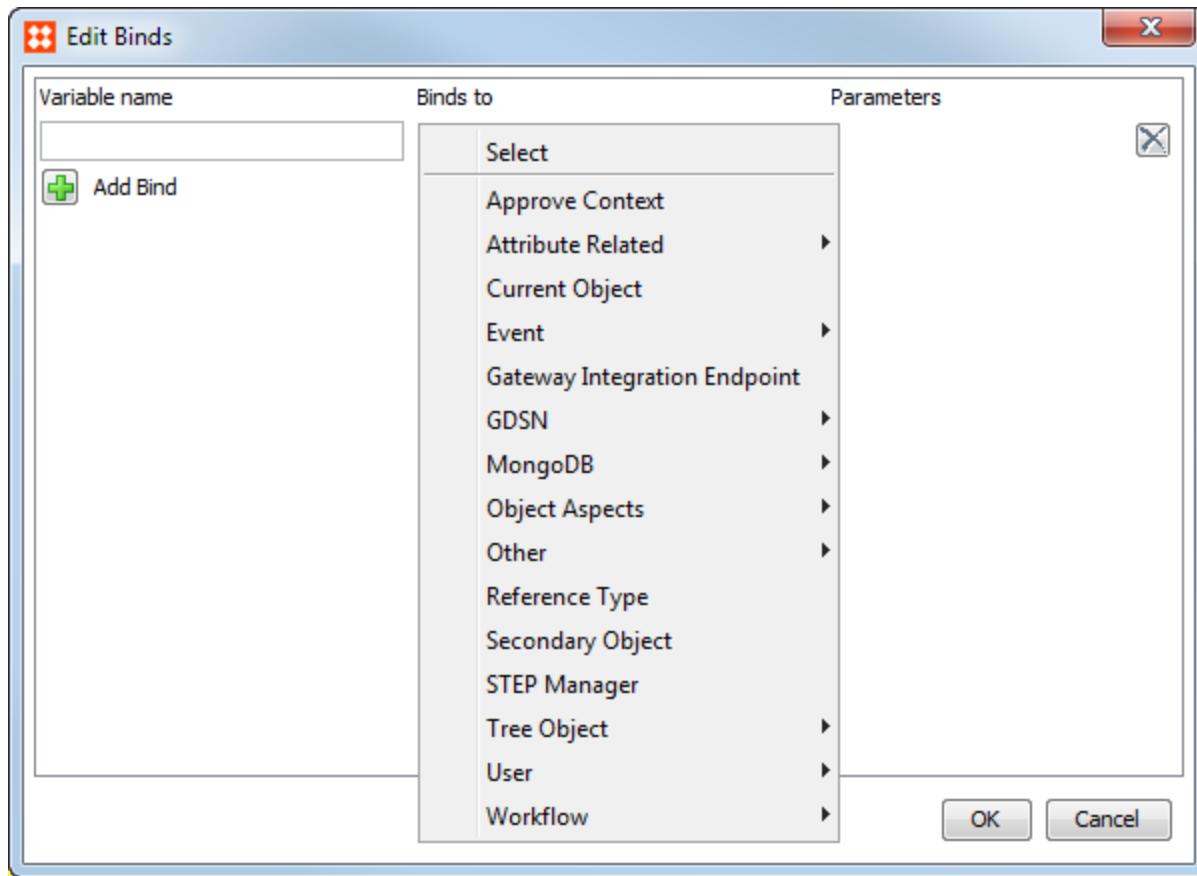 Edit Binds
Variable name Binds to Parameters
Select
Add Bind
Approve Context
Attribute Related
Current Object
Event
Gateway Integration Endpoint
GDSN
MongoDB
Object Aspects
Other
Reference Type
Secondary Object
STEP Manager
Tree Object
User
Workflow
OK Cancel